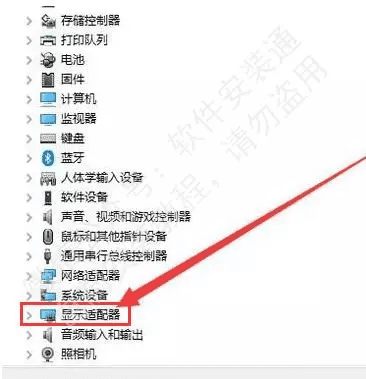 存储控制器
打印队列
电池
固件
计算机
监视器
键盘
蓝牙
人体学输入设备
软件设备
声音、视频和游戏控制器
鼠标和其他指针设备
通用串行总线控制器
网络适配器
系统设备
显示适配器
音频输入和输出
照相机
号：软件安装通
教程，请勿盗用